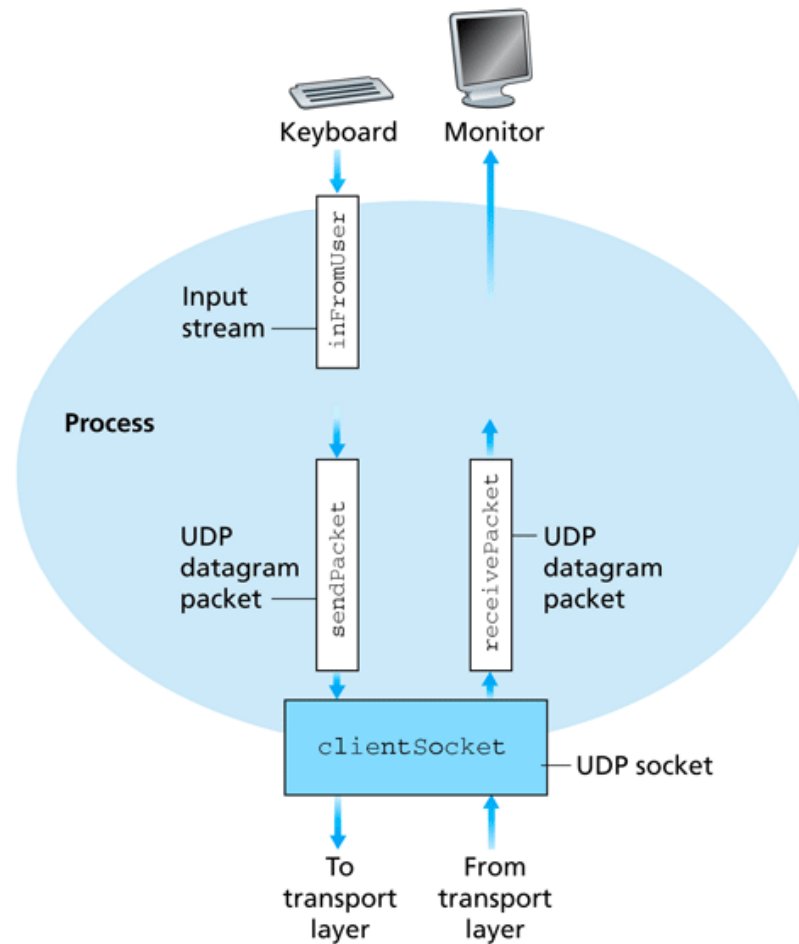 Keyboard
Monitor
inFromUser
Input
stream
Process
UDP
datagram
packet
sendPacket
receivePacket
UDP
datagram
packet
clientSocket
UDP socket
To
transport
layer
From
transport
layer